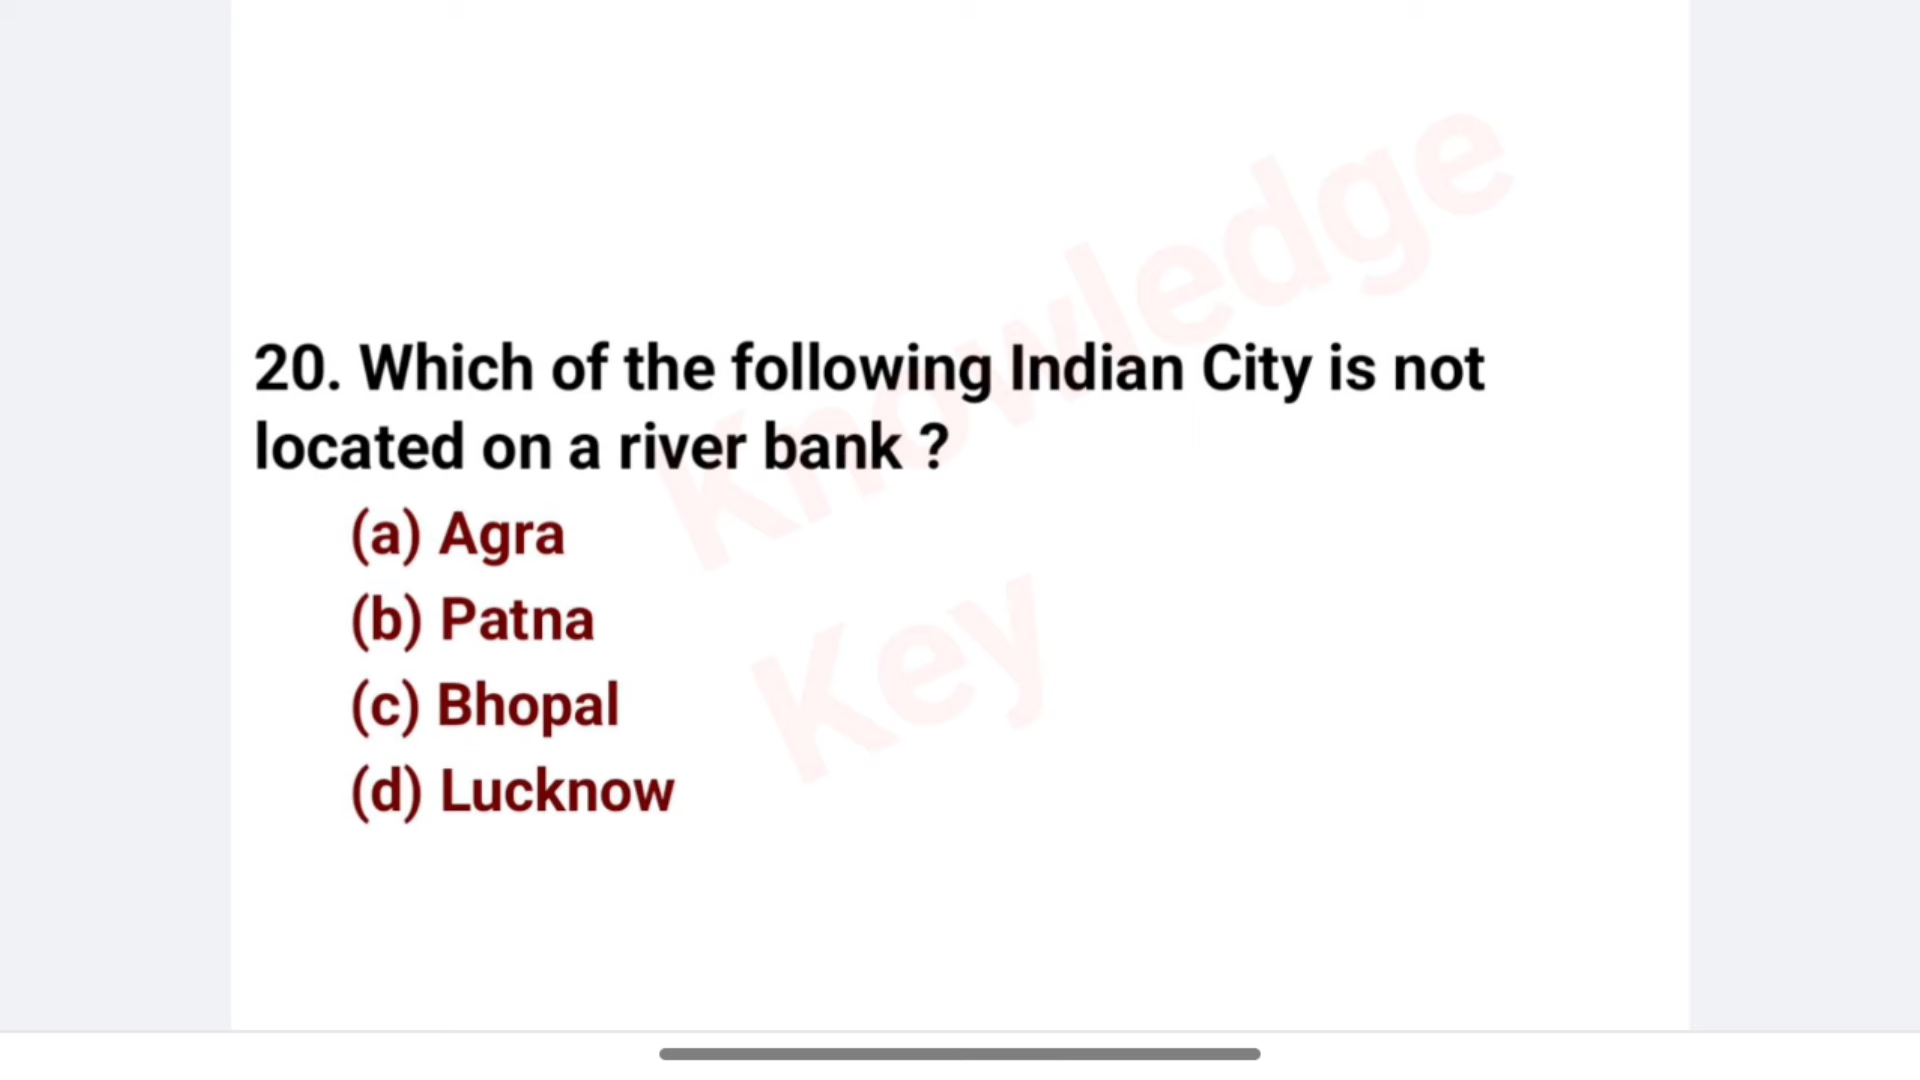 20. Which of the following Indian City is not
located on a river bank ?
(a) Agra
(b) Patna
(c) Bhopal
(d) Lucknow
Knowledge
Key